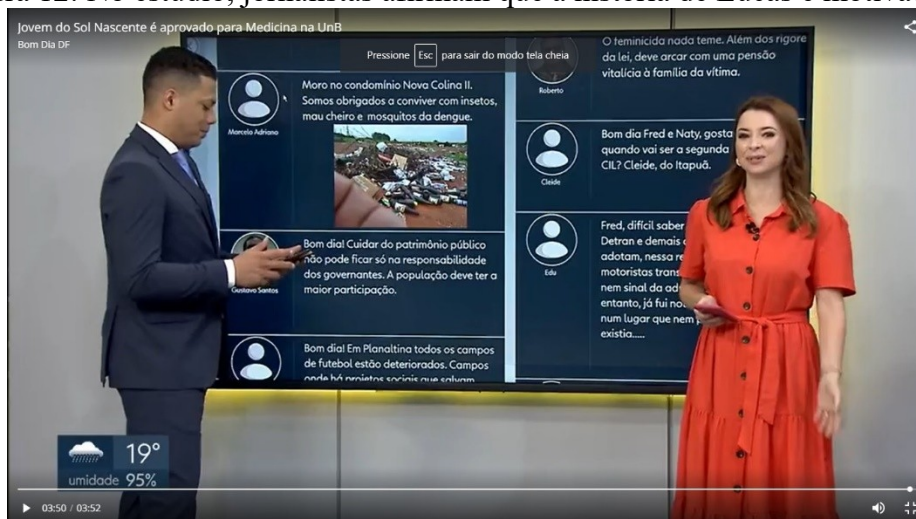 Jovem do Sol Nascente é aprovado para Medicina na UnB
Bom Dia DF
Pressione Esc para sair do modo tela cheia
Moro no condomínio Nova Colina II.
Somos obrigados a conviver com insetos,
mau cheiro e mosquitos da dengue.
Marcelo Adriano
Bom dia! Cuidar do patrimônio público
não pode ficar só na responsabilidade
dos governantes. A população deve ter a
maior participação.
Gustavo Santos
Bom dia! Em Planaltina todos os campos
de futebol estão deteriorados. Campos
onde há projetos sociais que salvam
O feminicida nada teme. Além dos rigore
da lei, deve arcar com uma pensão
vitalícia à família da vítima.
Roberto
Bom dia Fred e Naty, gosta
quando vai ser a segunda
CIL? Cleide, do Itapuã.
Cleide
Fred, difícil saber
Detran e demais
adotam, nessa re
motoristas trans
nem sinal da
entanto, já fui
num lugar que nem
existia.....
Edu
19°
umidade 95%
03:50 / 03:52